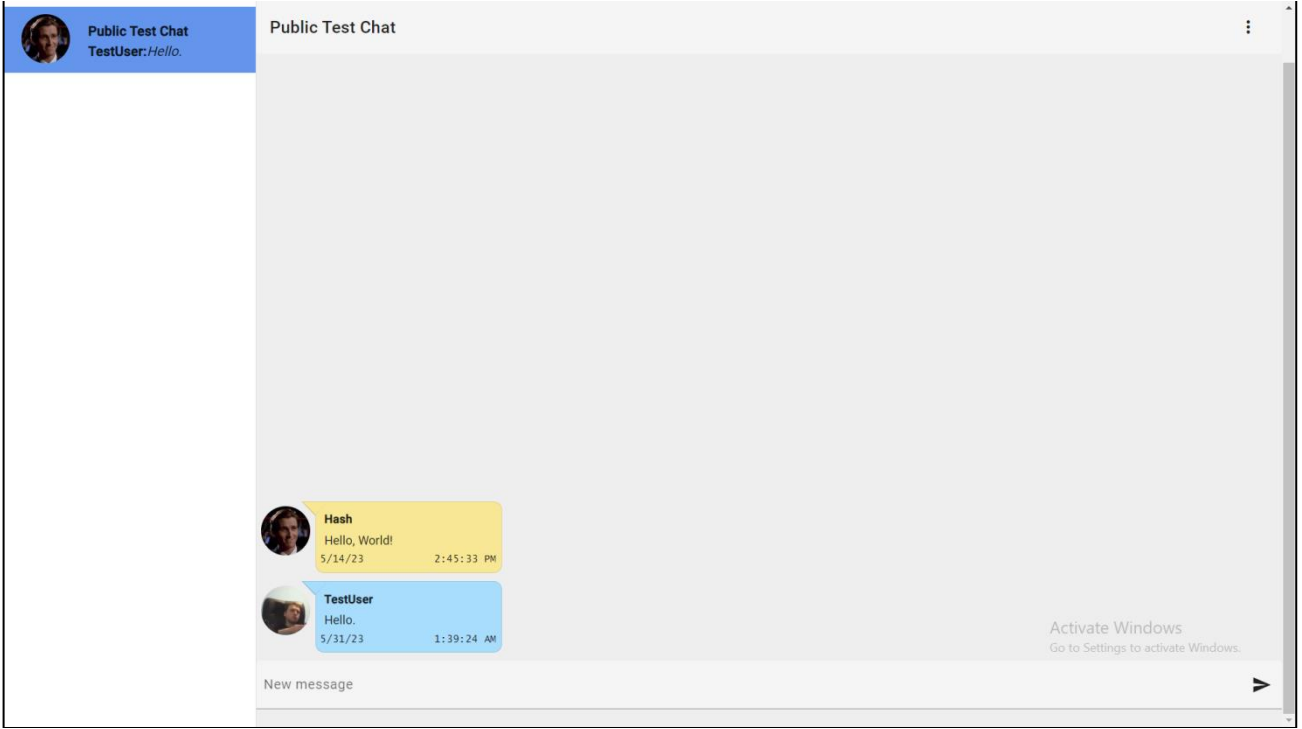 Public Test Chat
TestUser:Hello.
Public Test Chat
Hash
Hello, World!
5/14/23 2:45:33 PM
TestUser
Hello.
5/31/23 1:39:24 AM
Activate Windows
Go to Settings to activate Windows.
New message